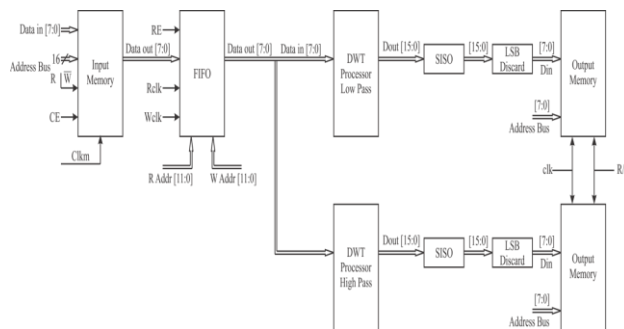 Data in [7:0]
Address Bus 16
R W̅
CE
Clkm
Input
Memory
Data out [7:0]
RE
Rclk
Wclk
FIFO
R Addr [11:0] W Addr [11:0]
Data out [7:0] Data in [7:0]
DWT
Processor
Low Pass
Dout [15:0]
SISO
[15:0]
LSB
Discard
[7:0]
Din
Output
Memory
[7:0]
Address Bus
clk
DWT
Processor
High Pass
Dout [15:0]
SISO
[15:0]
LSB
Discard
[7:0]
Din
Output
Memory
[7:0]
Address Bus